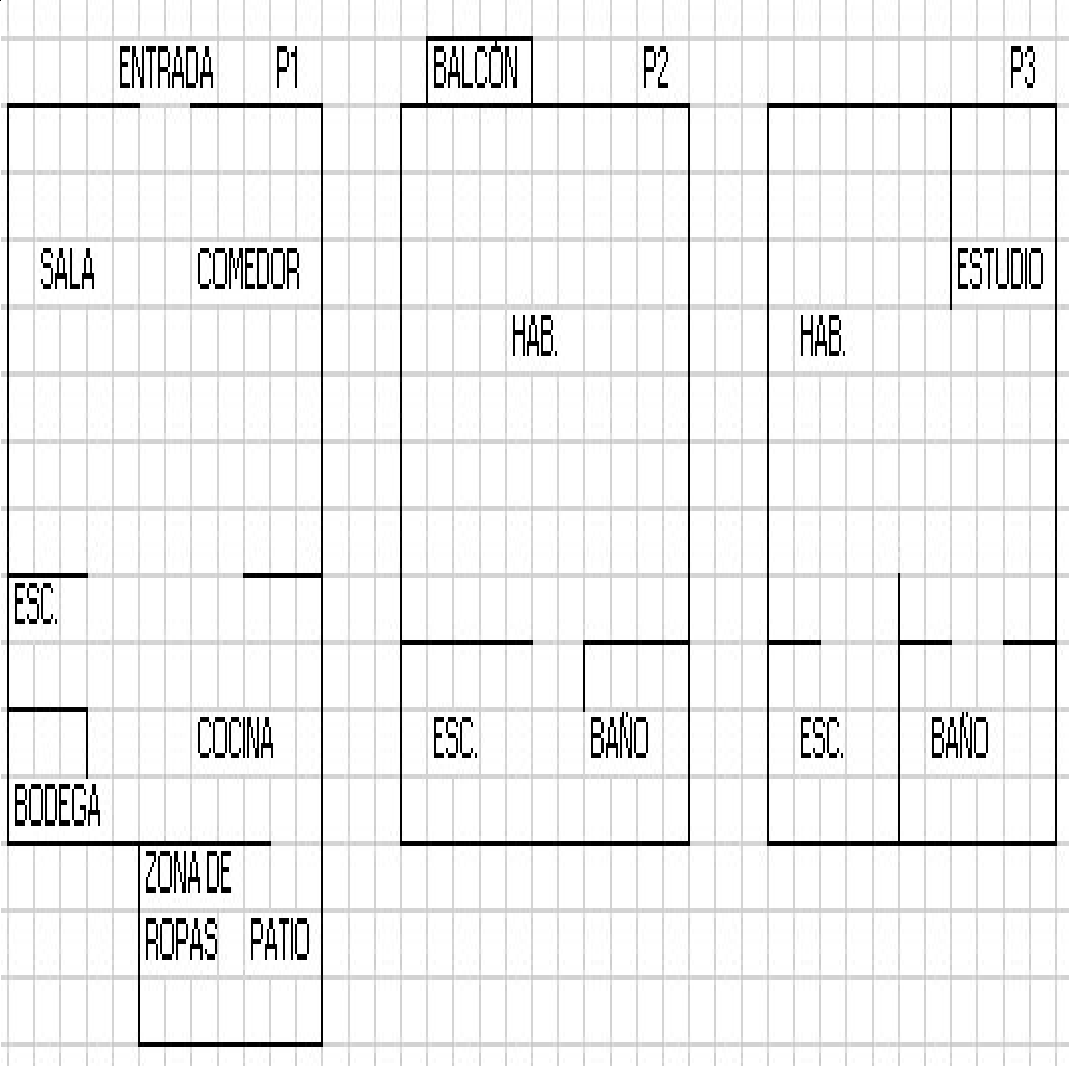 ENTRADA P1
SALA COMEDOR
ESC.
COCINA
BODEGA
ZONA DE
ROPAS PATIO
BALCÓN P2
HAB.
ESC. BAÑO
P3
ESTUDIO
HAB.
ESC. BAÑO